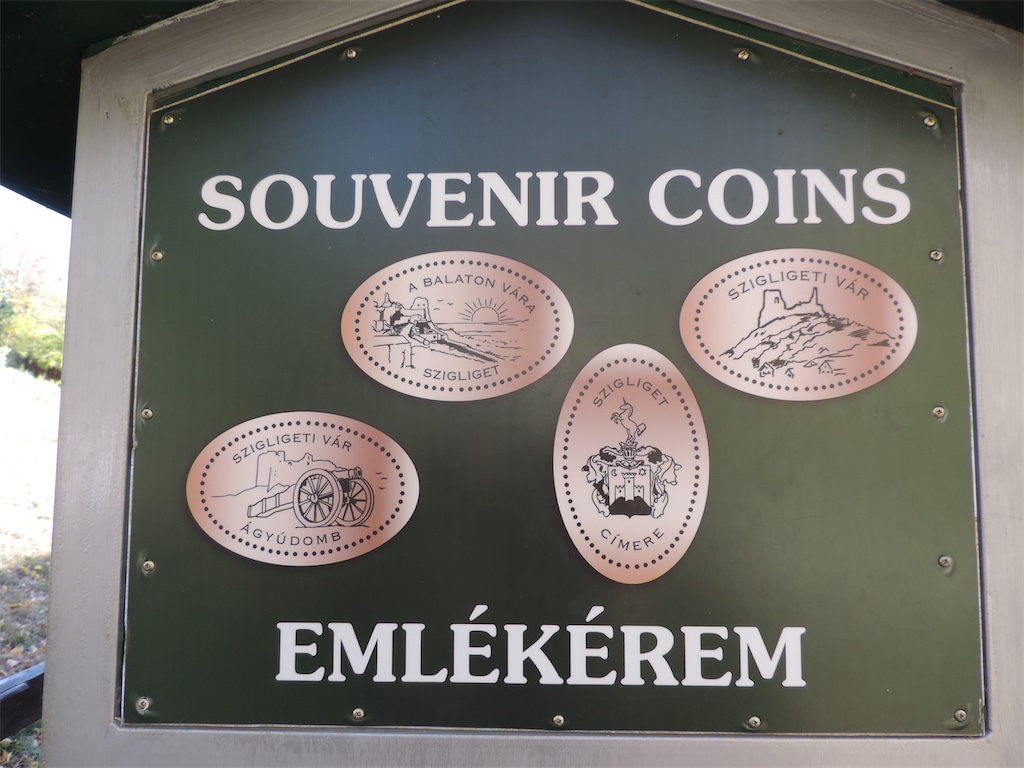 SOUVENIR COINS
A BALATON VÁRA
SZIGLIGET
SZIGLIGETI VÁR
SZIGLIGET
CÍMERE
SZIGLIGETI VÁR
ÁGYÚDOMB
EMLÉKÉREM